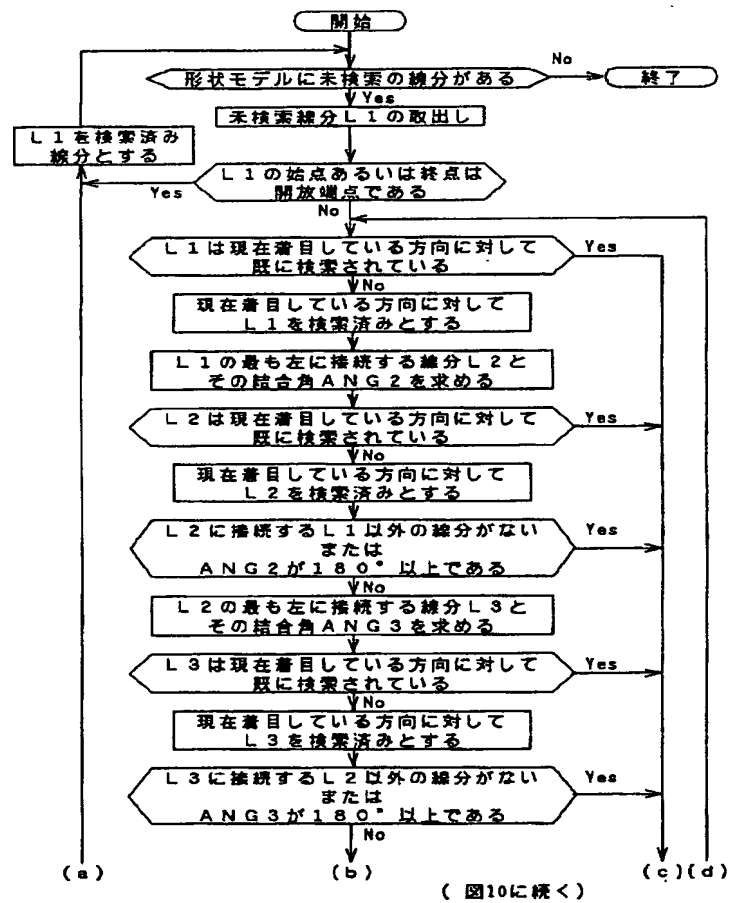 開始
形状モデルに未検索の線分がある
No
終了
Yes
未検索線分L1の取出し
L1を検索済み
線分とする
L1の始点あるいは終点は
開放端点である
Yes
No
L1は現在着目している方向に対して
既に検索されている
Yes
No
現在着目している方向に対して
L1を検索済みとする
L1の最も左に接続する線分L2と
その結合角ANG2を求める
L2は現在着目している方向に対して
既に検索されている
Yes
No
現在着目している方向に対して
L2を検索済みとする
L2に接続するL1以外の線分がない
または
ANG2が180°以上である
Yes
No
L2の最も左に接続する線分L3と
その結合角ANG3を求める
L3は現在着目している方向に対して
既に検索されている
Yes
No
現在着目している方向に対して
L3を検索済みとする
L3に接続するL2以外の線分がない
または
ANG3が180°以上である
Yes
No
(a) (b) (c)(d)
( 図10に続く)